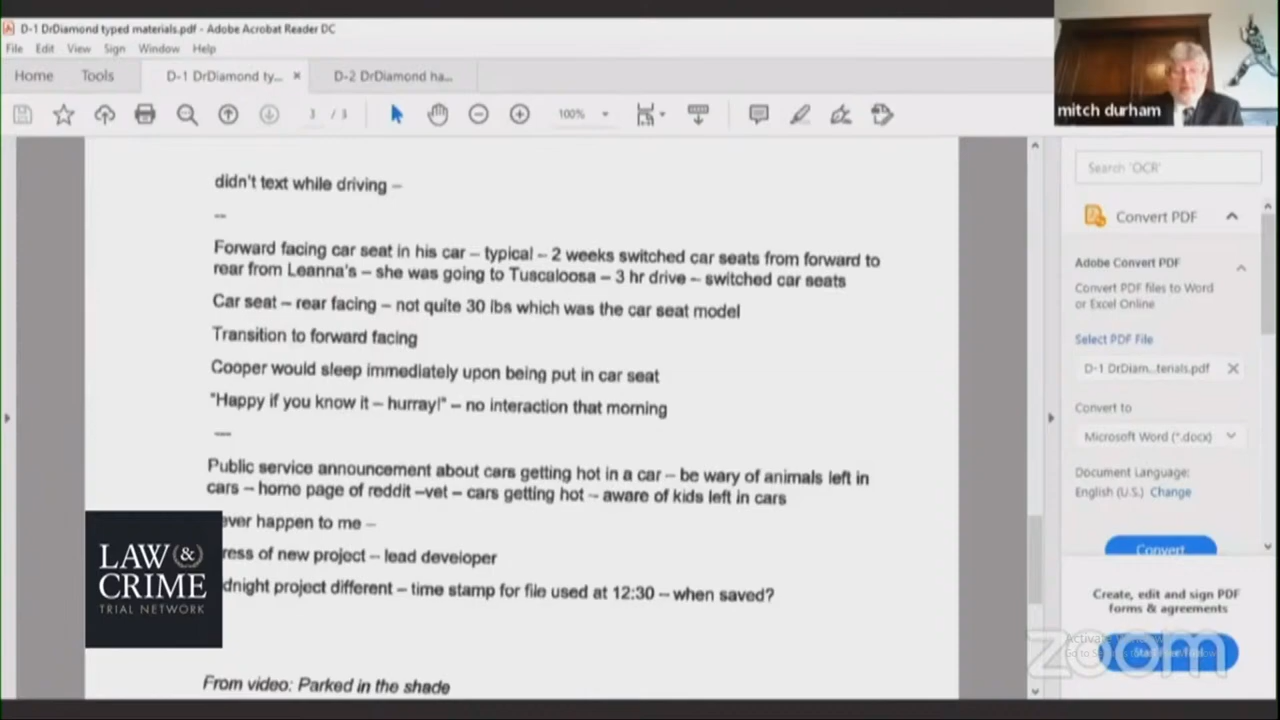 D-1 DrDiamond typed materials.pdf - Adobe Acrobat Reader DC
File Edit View Sign Window Help
Home Tools D-1 DrDiamond ty... × D-2 DrDiamond ha...
3 / 3 100%
mitch durham
didn't text while driving –
--
Forward facing car seat in his car – typical – 2 weeks switched car seats from forward to
rear from Leanna's – she was going to Tuscaloosa – 3 hr drive – switched car seats
Car seat – rear facing – not quite 30 lbs which was the car seat model
Transition to forward facing
Cooper would sleep immediately upon being put in car seat
"Happy if you know it – hurray!" – no interaction that morning
---
Public service announcement about cars getting hot in a car – be wary of animals left in
cars – home page of reddit –vet – cars getting hot – aware of kids left in cars
ever happen to me –
ress of new project – lead developer
dnight project different – time stamp for file used at 12:30 – when saved?
From video: Parked in the shade
LAW & CRIME
TRIAL NETWORK
Search 'OCR'
Convert PDF
Adobe Convert PDF
Convert PDF files to Word
or Excel Online
Select PDF File
D-1 DrDiam...terials.pdf ×
Convert to
Microsoft Word (*.docx)
Document Language:
English (U.S.) Change
Convert
Create, edit and sign PDF
forms & agreements
zoom